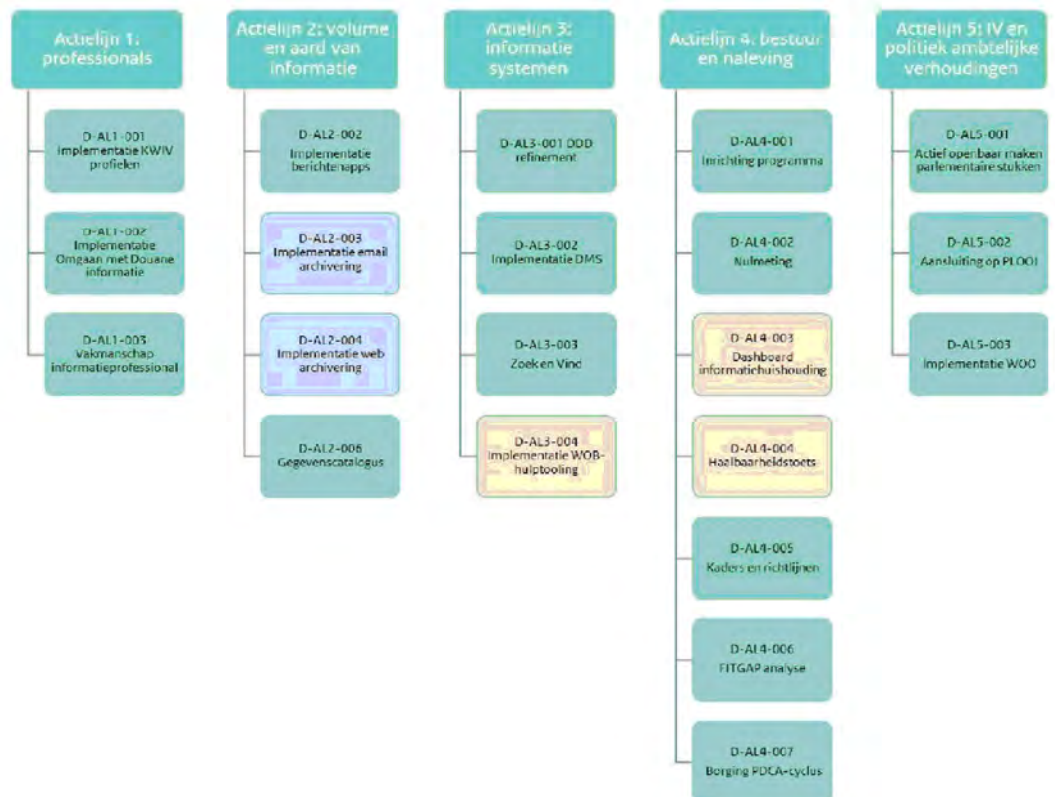 Actielijn 1:
professionals
D-AL1-001
Implementatie KWIV
profielen
D-AL1-002
Implementatie
Omgaan met Douane
informatie
D-AL1-003
Vakmanschap
informatieprofessional
Actielijn 2: volume
en aard van
informatie
D-AL2-002
Implementatie
berichtenapps
D-AL2-003
Implementatie email
archivering
D-AL2-004
Implementatie web
archivering
D-AL2-006
Gegevenscatalogus
Actielijn 3:
informatie
systemen
D-AL3-001 DDD
refinement
D-AL3-002
Implementatie DMS
D-AL3-003
Zoek en Vind
D-AL3-004
Implementatie WOB-
hulptooling
Actielijn 4: bestuur
en naleving
D-AL4-001
Inrichting programma
D-AL4-002
Nulmeting
D-AL4-003
Dashboard
informatiehuishouding
D-AL4-004
Haalbaarheidstoets
D-AL4-005
Kaders en richtlijnen
D-AL4-006
FITGAP analyse
D-AL4-007
Borging PDCA-cyclus
Actielijn 5: IV en
politiek ambtelijke
verhoudingen
D-AL5-001
Actief openbaar maken
parlementaire stukken
D-AL5-002
Aansluiting op PLOOI
D-AL5-003
Implementatie WOO